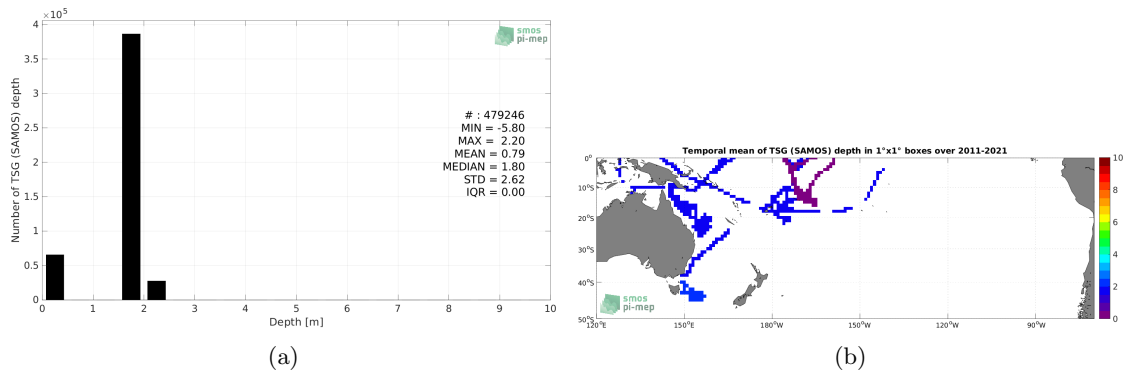 ×10⁵
4
3.5
3
2.5
2
1.5
1
0.5
0
Number of TSG (SAMOS) depth
smos
pi-mep
# : 479246
MIN = -5.80
MAX = 2.20
MEAN = 0.79
MEDIAN = 1.80
STD = 2.62
IQR = 0.00
0 1 2 3 4 5 6 7 8 9 10
Depth [m]
(a)
Temporal mean of TSG (SAMOS) depth in 1°x1° boxes over 2011-2021
0°
10°S
20°S
30°S
40°S
50°S
smos
pi-mep
120°E 150°E 180°W 150°W 120°W 90°W
10
8
6
4
2
0
(b)